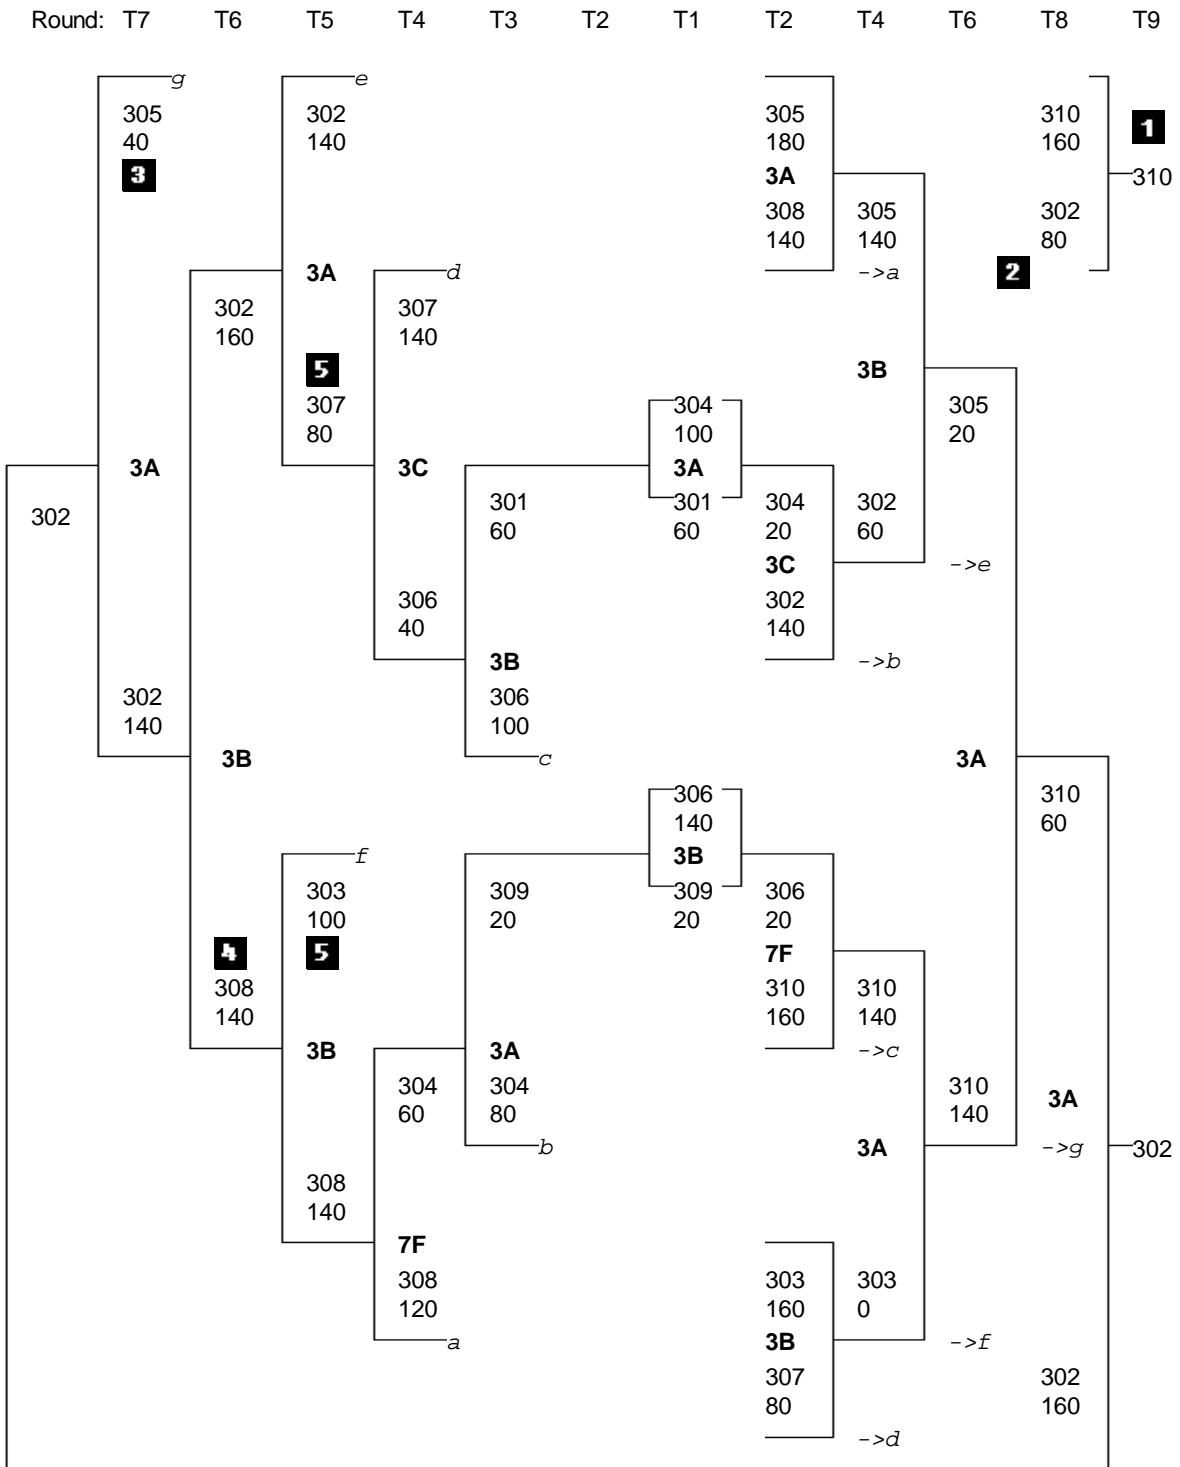 Round: T7 T6 T5 T4 T3 T2 T1 T2 T4 T6 T8 T9
g e
305 302 305 310 1
40 140 180 160
3 3A 310
308 305 302
140 140 80
3A d ->a 2
302 307
160 140
5 3B
307 304 305
80 100 20
3A 3C 3A
302 301 301 304 302
60 60 20 60
3C ->e
306 302
40 140
3B ->b
302 306
140 100
3B c 3A
306 310
140 60
f 3B
303 309 309 306
100 20 20 20
4 5 7F
308 310 310
140 160 140
3B 3A ->c
304 304 310 3A
60 80 140
b 3A ->g 302
308
140
7F
308 303 303
120 160 0
a 3B ->f
307 302
80 160
->d